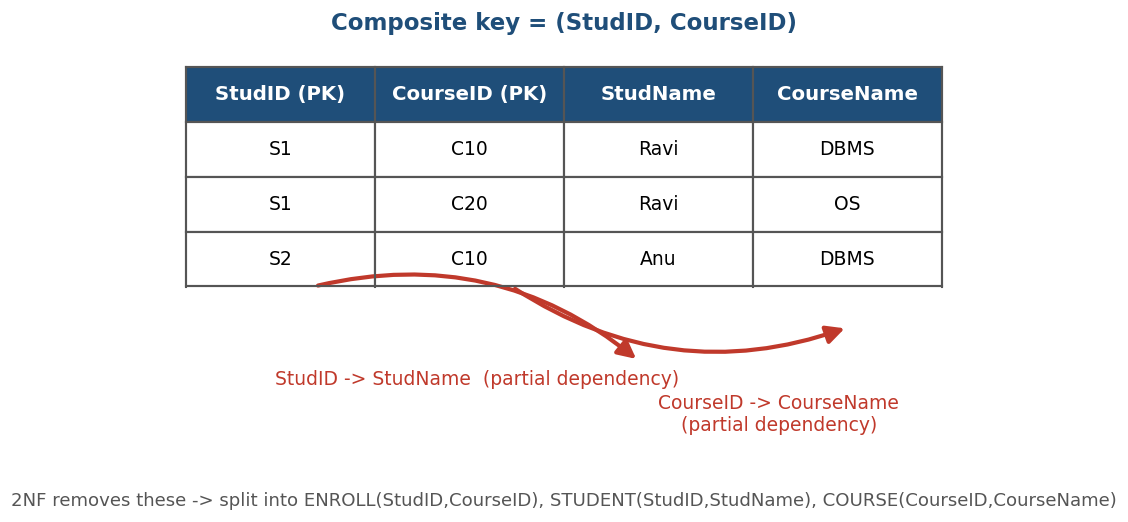 Composite key = (StudID, CourseID)
StudID (PK) CourseID (PK) StudName CourseName
S1 C10 Ravi DBMS
S1 C20 Ravi OS
S2 C10 Anu DBMS
StudID -> StudName  (partial dependency)
CourseID -> CourseName
(partial dependency)
2NF removes these -> split into ENROLL(StudID,CourseID), STUDENT(StudID,StudName), COURSE(CourseID,CourseName)